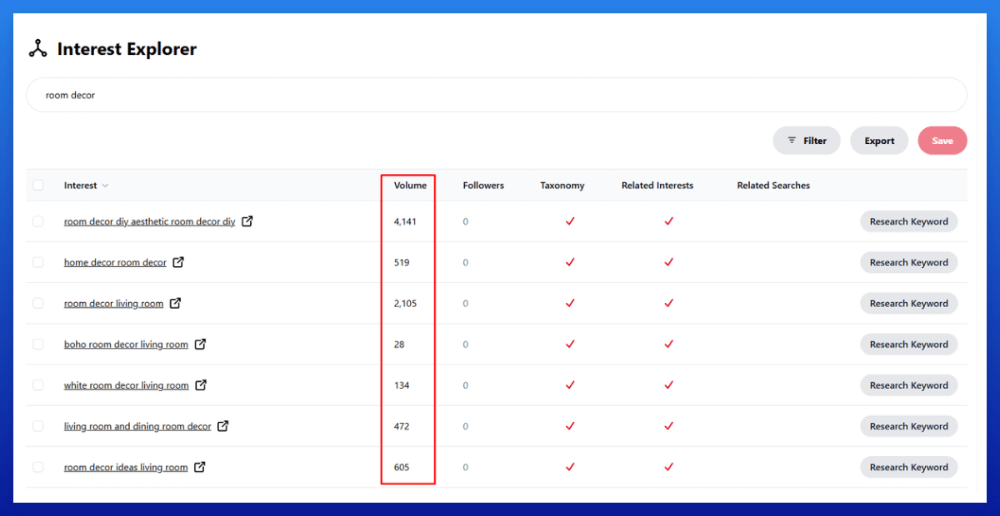 Interest Explorer
room decor
Filter Export Save
Interest Volume Followers Taxonomy Related Interests Related Searches
room decor diy aesthetic room decor diy 4,141 0 Research Keyword
home decor room decor 519 0 Research Keyword
room decor living room 2,105 0 Research Keyword
boho room decor living room 28 0 Research Keyword
white room decor living room 134 0 Research Keyword
living room and dining room decor 472 0 Research Keyword
room decor ideas living room 605 0 Research Keyword